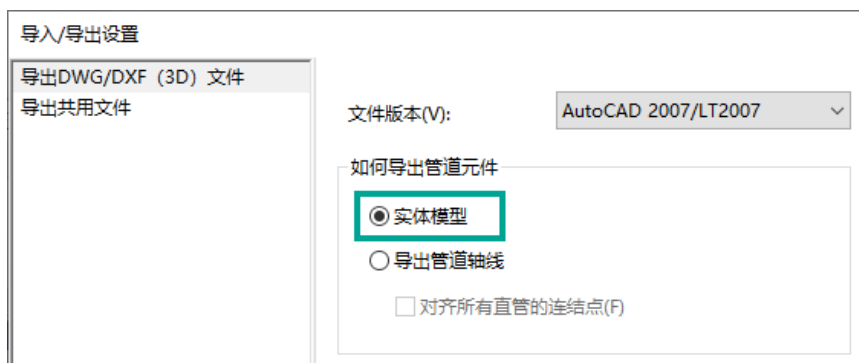 导入/导出设置
导出DWG/DXF（3D）文件
导出共用文件
文件版本(V):
AutoCAD 2007/LT2007
如何导出管道元件
实体模型
导出管道轴线
对齐所有直管的连结点(F)